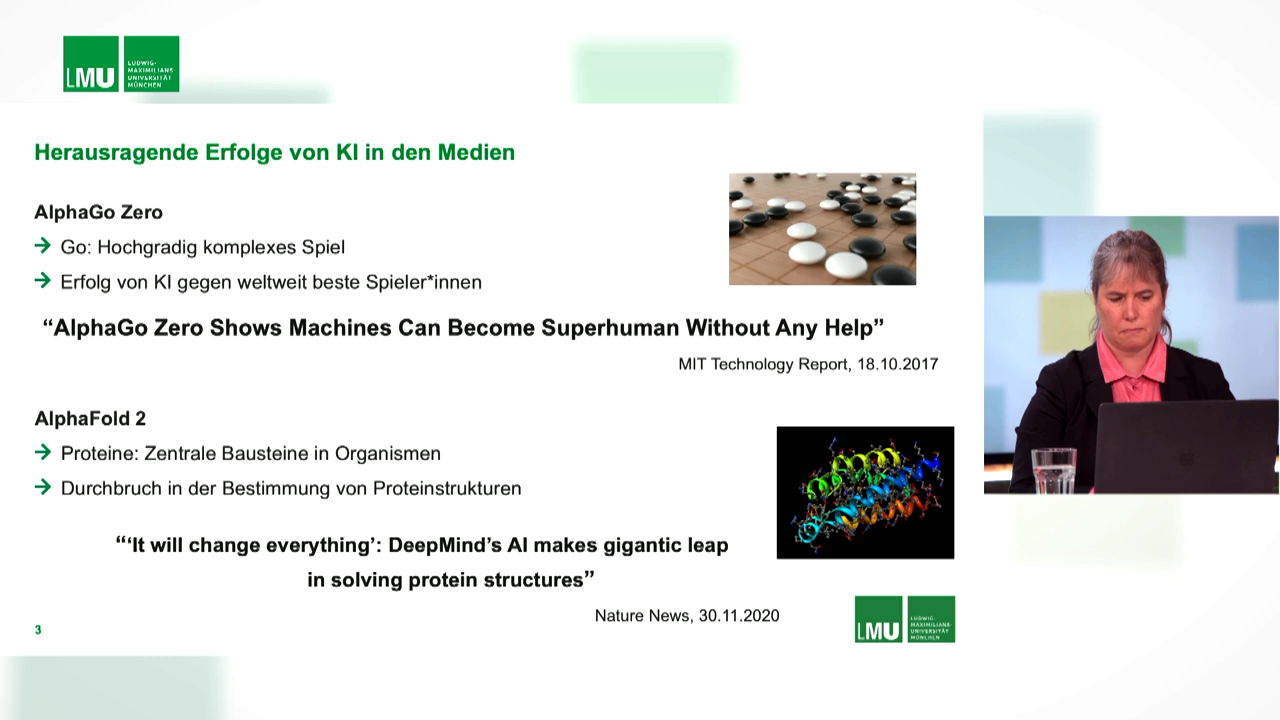 LMU
LUDWIG-
MAXIMILIANS-
UNIVERSITÄT
MÜNCHEN
Herausragende Erfolge von KI in den Medien
AlphaGo Zero
→ Go: Hochgradig komplexes Spiel
→ Erfolg von KI gegen weltweit beste Spieler*innen
“AlphaGo Zero Shows Machines Can Become Superhuman Without Any Help”
MIT Technology Report, 18.10.2017
AlphaFold 2
→ Proteine: Zentrale Bausteine in Organismen
→ Durchbruch in der Bestimmung von Proteinstrukturen
“‘It will change everything’: DeepMind’s AI makes gigantic leap
in solving protein structures”
Nature News, 30.11.2020
3
LMU
LUDWIG-
MAXIMILIANS-
UNIVERSITÄT
MÜNCHEN